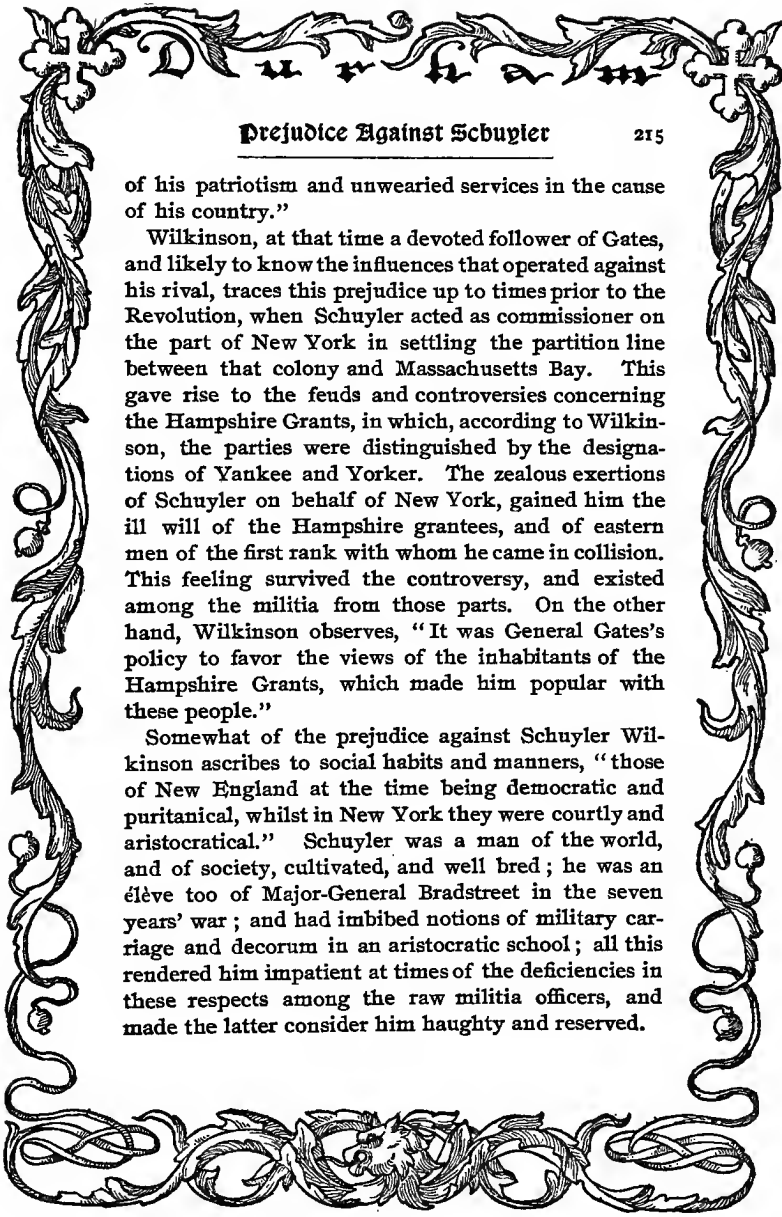 Durham
Prejudice Against Schuyler 215
of his patriotism and unwearied services in the cause
of his country.”
Wilkinson, at that time a devoted follower of Gates,
and likely to know the influences that operated against
his rival, traces this prejudice up to times prior to the
Revolution, when Schuyler acted as commissioner on
the part of New York in settling the partition line
between that colony and Massachusetts Bay. This
gave rise to the feuds and controversies concerning
the Hampshire Grants, in which, according to Wilkin-
son, the parties were distinguished by the designa-
tions of Yankee and Yorker. The zealous exertions
of Schuyler on behalf of New York, gained him the
ill will of the Hampshire grantees, and of eastern
men of the first rank with whom he came in collision.
This feeling survived the controversy, and existed
among the militia from those parts. On the other
hand, Wilkinson observes, “It was General Gates’s
policy to favor the views of the inhabitants of the
Hampshire Grants, which made him popular with
these people.”
Somewhat of the prejudice against Schuyler Wil-
kinson ascribes to social habits and manners, “those
of New England at the time being democratic and
puritanical, whilst in New York they were courtly and
aristocratical.” Schuyler was a man of the world,
and of society, cultivated, and well bred; he was an
élève too of Major-General Bradstreet in the seven
years’ war; and had imbibed notions of military car-
riage and decorum in an aristocratic school; all this
rendered him impatient at times of the deficiencies in
these respects among the raw militia officers, and
made the latter consider him haughty and reserved.